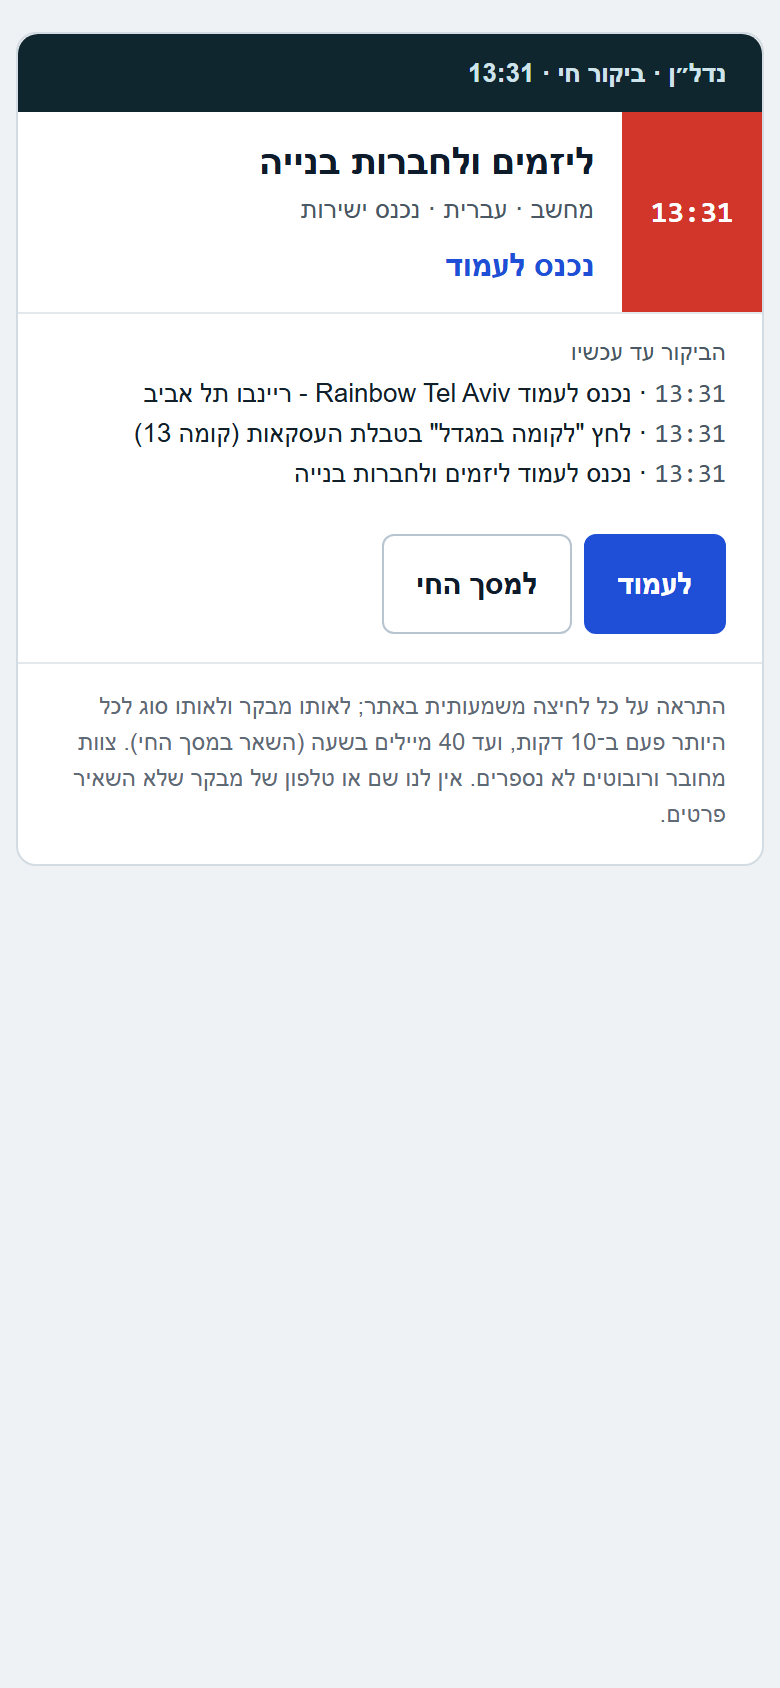 נדל״ן · ביקור חי · 13:31
13:31
ליזמים ולחברות בנייה
מחשב · עברית · נכנס ישירות
נכנס לעמוד
הביקור עד עכשיו
13:31 · נכנס לעמוד Rainbow Tel Aviv - ריינבו תל אביב
13:31 · לחץ "לקומה במגדל" בטבלת העסקאות (קומה 13)
13:31 · נכנס לעמוד ליזמים ולחברות בנייה
לעמוד
למסך החי
התראה על כל לחיצה משמעותית באתר; לאותו מבקר ולאותו סוג לכל
היותר פעם ב־10 דקות, ועד 40 מיילים בשעה (השאר במסך החי). צוות
מחובר ורובוטים לא נספרים. אין לנו שם או טלפון של מבקר שלא השאיר
פרטים.